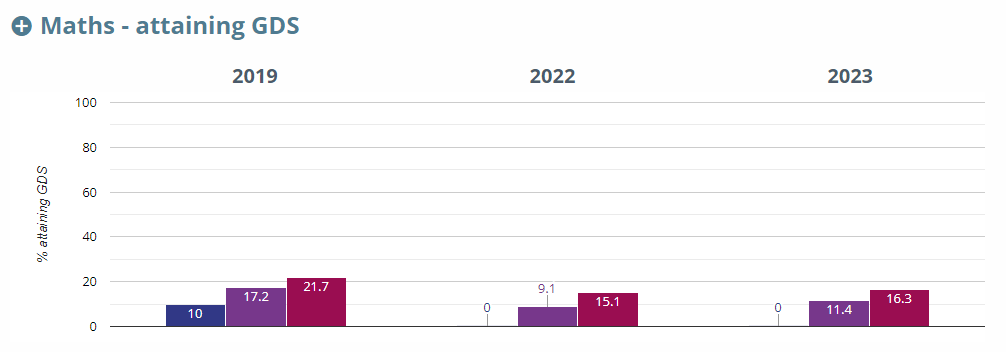 Maths - attaining GDS
2019 2022 2023
% attaining GDS
100
80
60
40
20
0
10 17.2 21.7
0 9.1 15.1
0 11.4 16.3